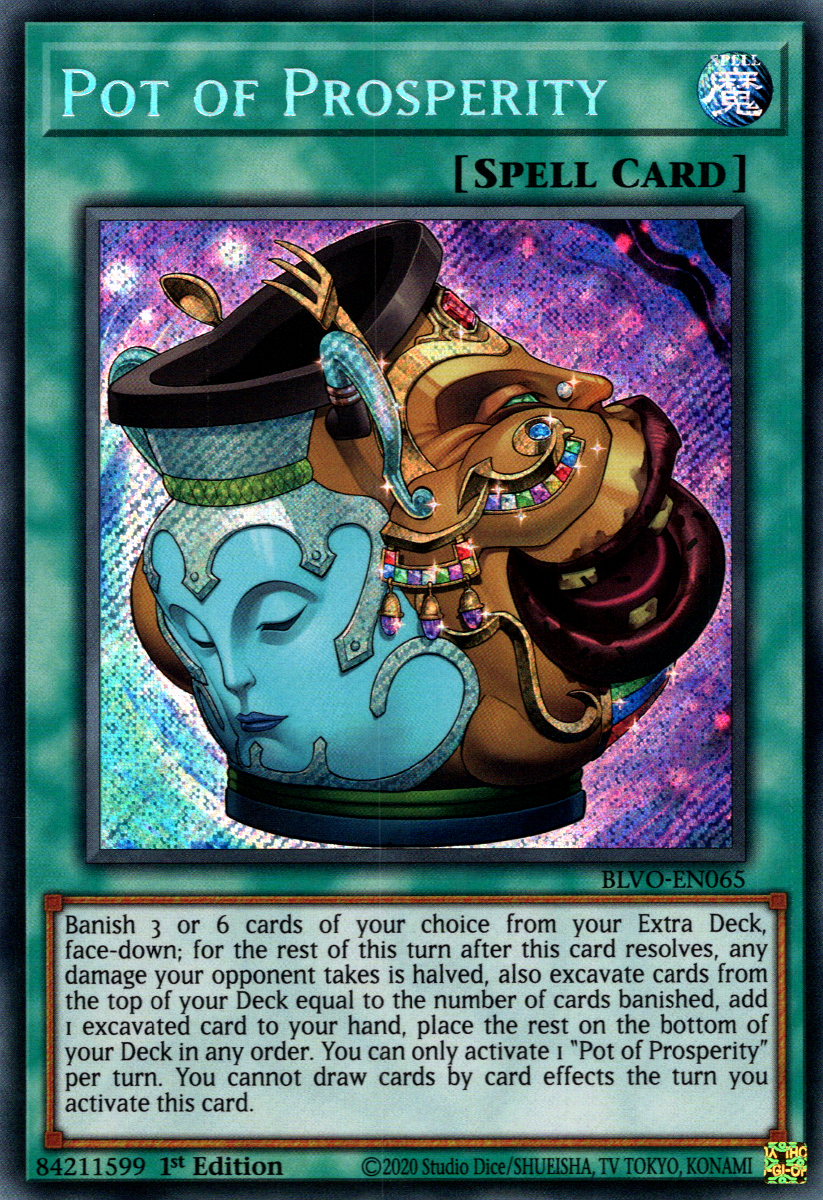 Pot of Prosperity
SPELL
魔
[Spell Card]
BLVO-EN065
Banish 3 or 6 cards of your choice from your Extra Deck,
face-down; for the rest of this turn after this card resolves, any
damage your opponent takes is halved, also excavate cards from
the top of your Deck equal to the number of cards banished, add
1 excavated card to your hand, place the rest on the bottom of
your Deck in any order. You can only activate 1 "Pot of Prosperity"
per turn. You cannot draw cards by card effects the turn you
activate this card.
84211599 1st Edition ©2020 Studio Dice/SHUEISHA, TV TOKYO, KONAMI